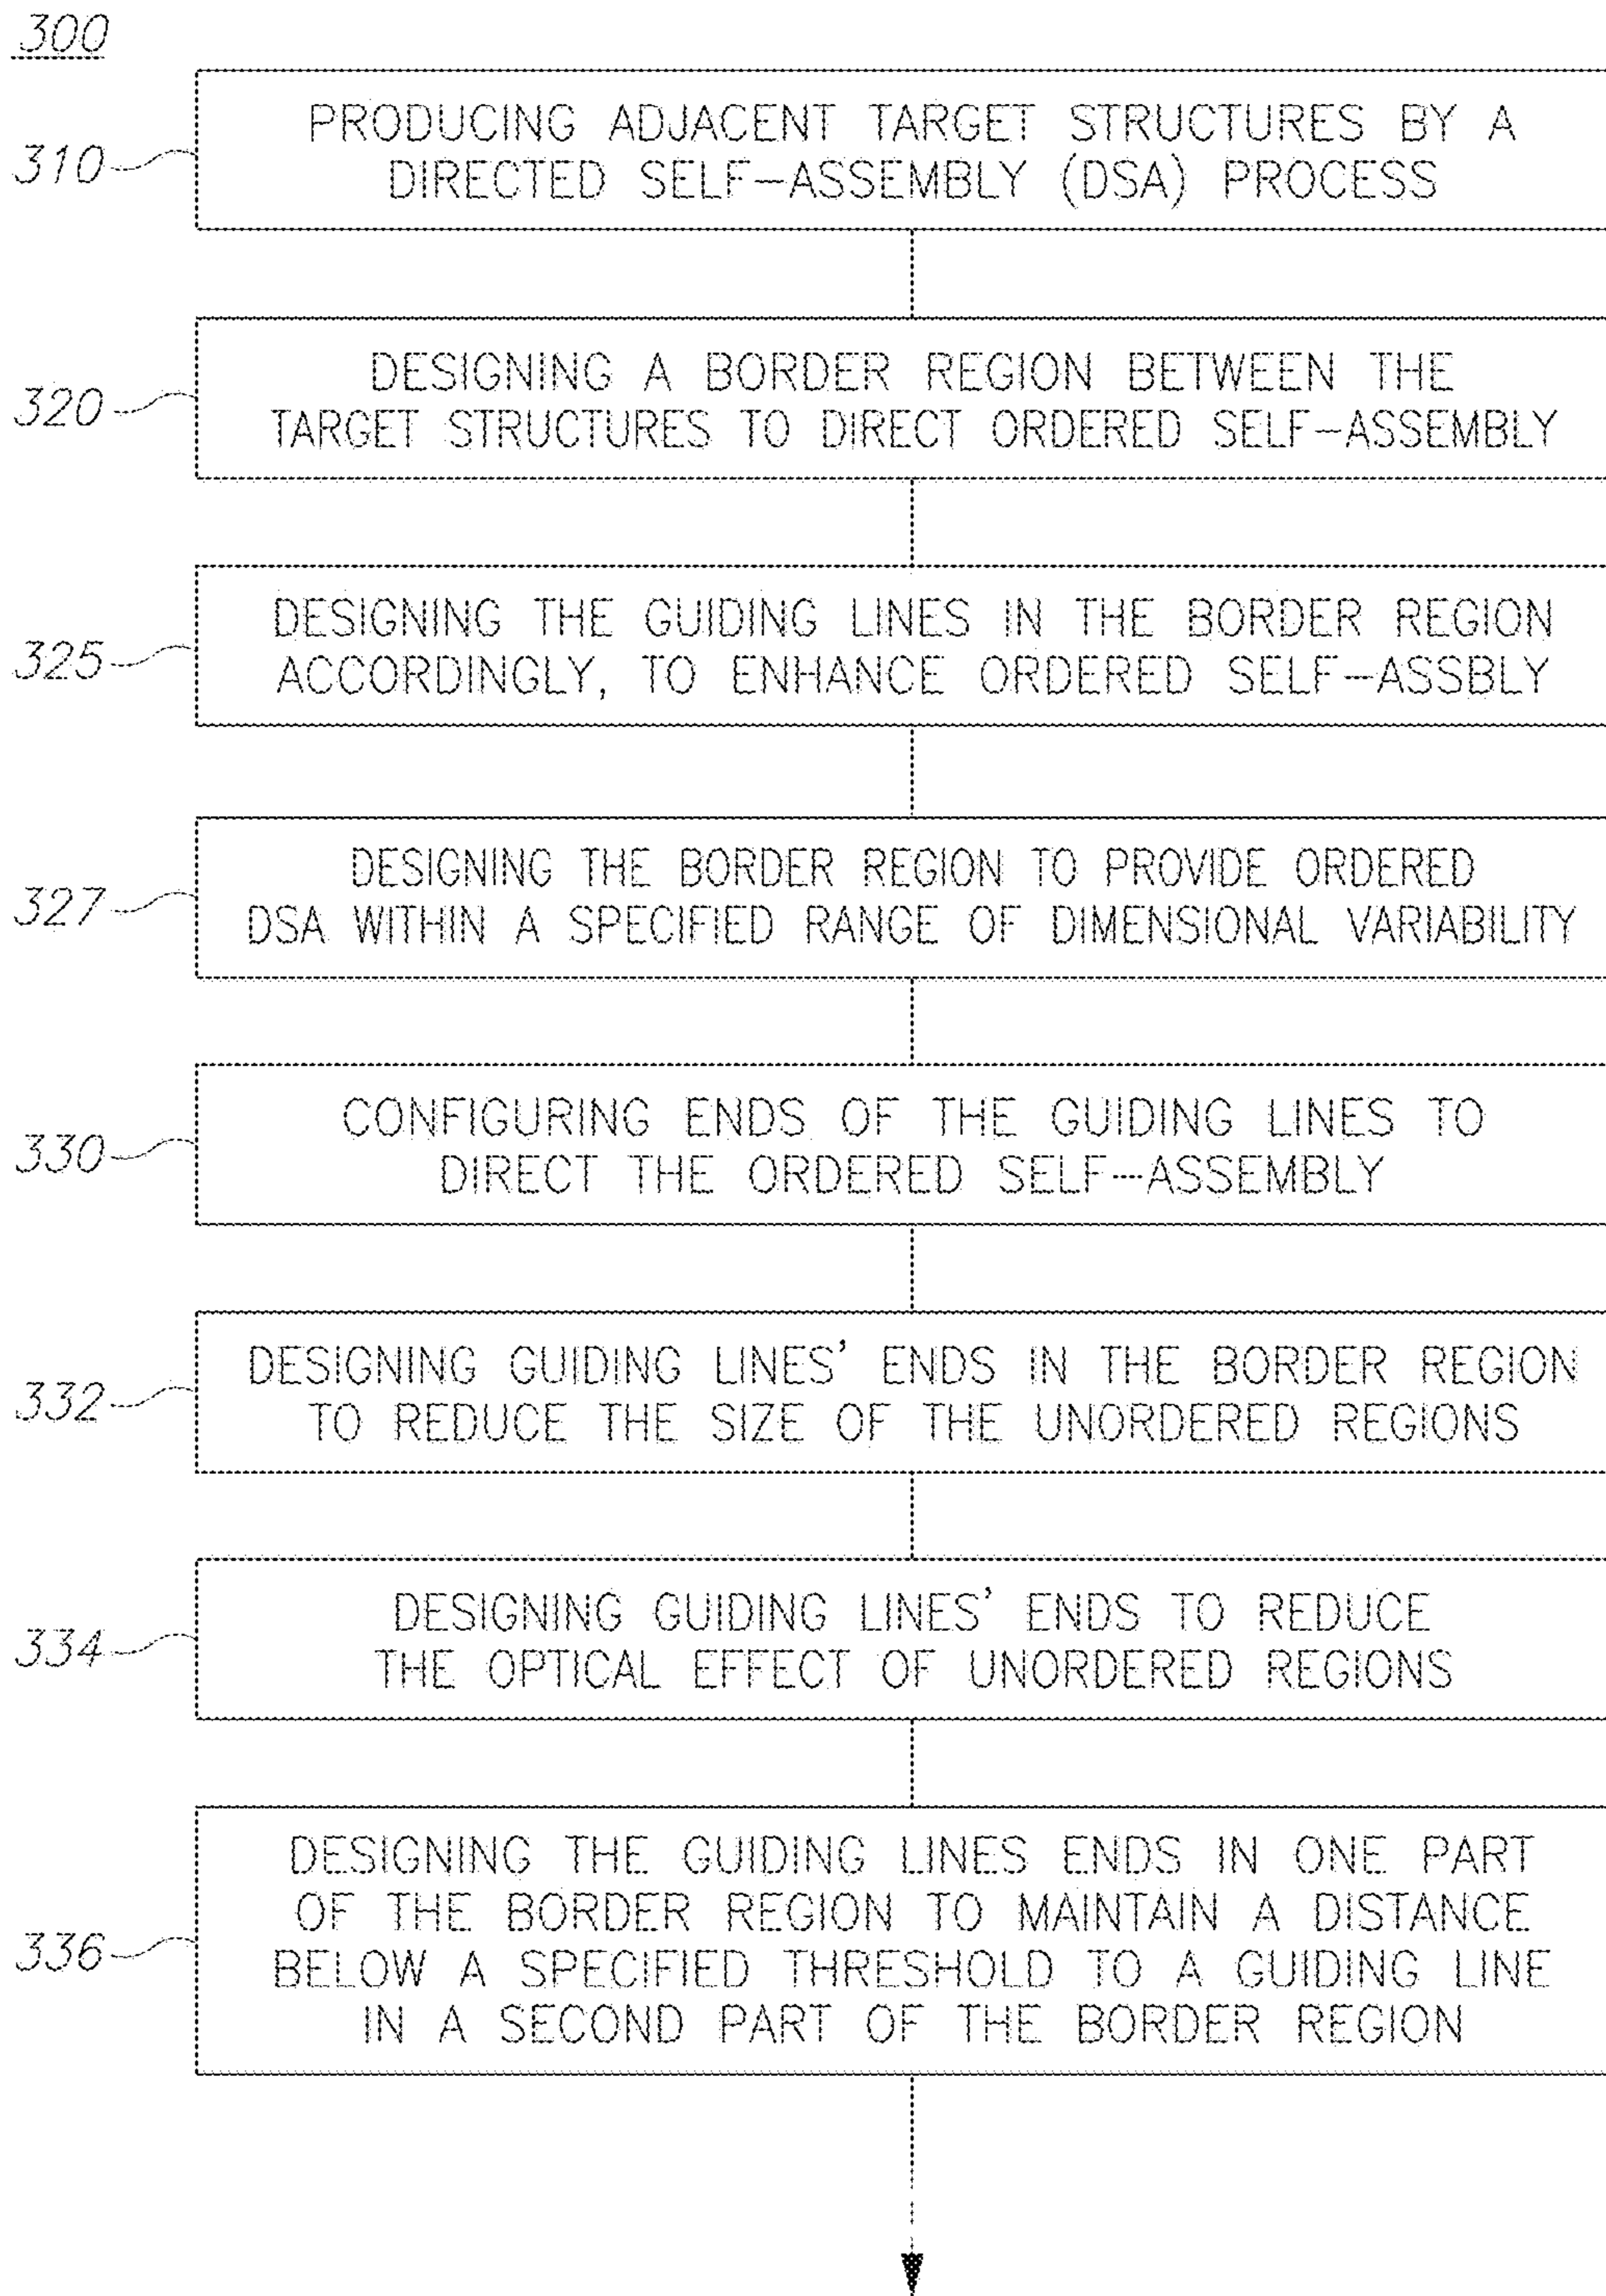 300
310
PRODUCING ADJACENT TARGET STRUCTURES BY A
DIRECTED SELF-ASSEMBLY (DSA) PROCESS
320
DESIGNING A BORDER REGION BETWEEN THE
TARGET STRUCTURES TO DIRECT ORDERED SELF-ASSEMBLY
325
DESIGNING THE GUIDING LINES IN THE BORDER REGION
ACCORDINGLY, TO ENHANCE ORDERED SELF-ASSBLY
327
DESIGNING THE BORDER REGION TO PROVIDE ORDERED
DSA WITHIN A SPECIFIED RANGE OF DIMENSIONAL VARIABILITY
330
CONFIGURING ENDS OF THE GUIDING LINES TO
DIRECT THE ORDERED SELF-ASSEMBLY
332
DESIGNING GUIDING LINES' ENDS IN THE BORDER REGION
TO REDUCE THE SIZE OF THE UNORDERED REGIONS
334
DESIGNING GUIDING LINES' ENDS TO REDUCE
THE OPTICAL EFFECT OF UNORDERED REGIONS
336
DESIGNING THE GUIDING LINES ENDS IN ONE PART
OF THE BORDER REGION TO MAINTAIN A DISTANCE
BELOW A SPECIFIED THRESHOLD TO A GUIDING LINE
IN A SECOND PART OF THE BORDER REGION